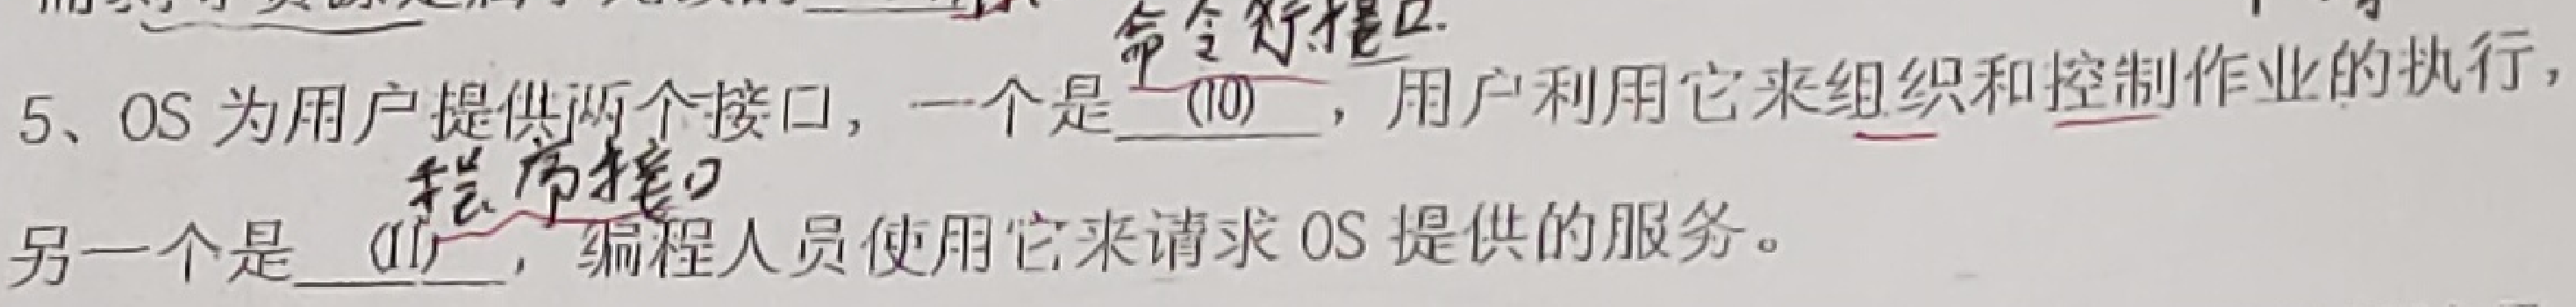 命令行接口.
5、OS 为用户提供两个接口，一个是 (10) ，用户利用它来组织和控制作业的执行，
程序接口
另一个是 (11) ，编程人员使用它来请求 OS 提供的服务。